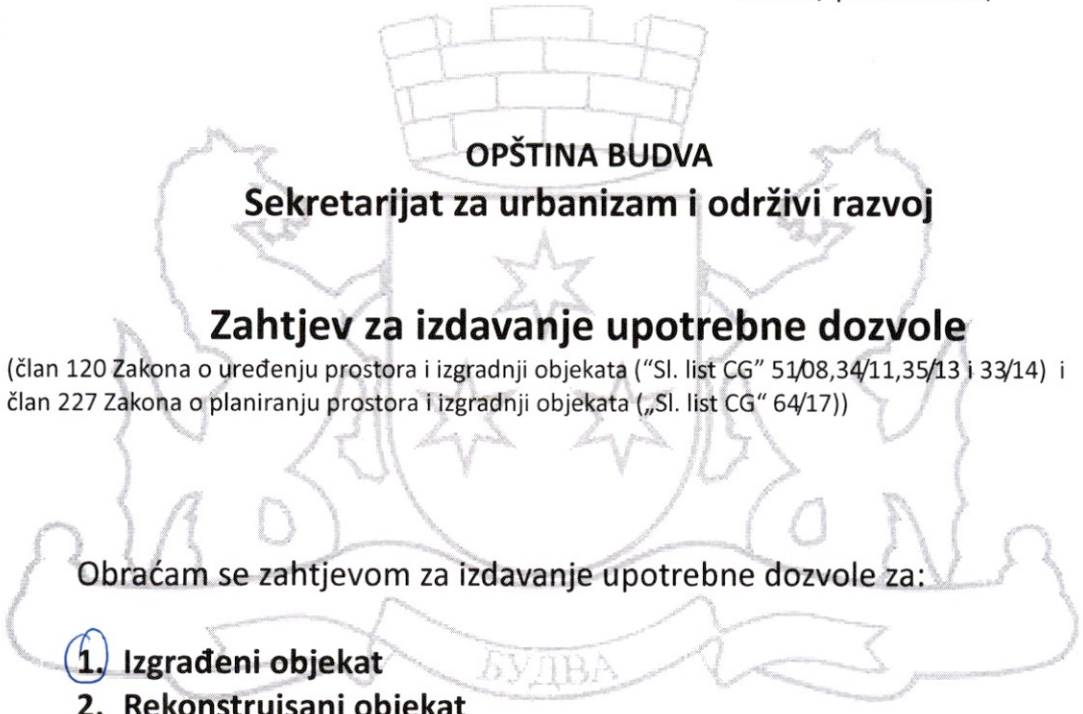 OPŠTINA BUDVA
Sekretarijat za urbanizam i održivi razvoj
Zahtjev za izdavanje upotrebne dozvole
(član 120 Zakona o uređenju prostora i izgradnji objekata (“Sl. list CG” 51/08,34/11,35/13 i 33/14) i
član 227 Zakona o planiranju prostora i izgradnji objekata („Sl. list CG“ 64/17))
Obraćam se zahtjevom za izdavanje upotrebne dozvole za:
1. Izgrađeni objekat
БУДВА
2. Rekonstruisani objekat